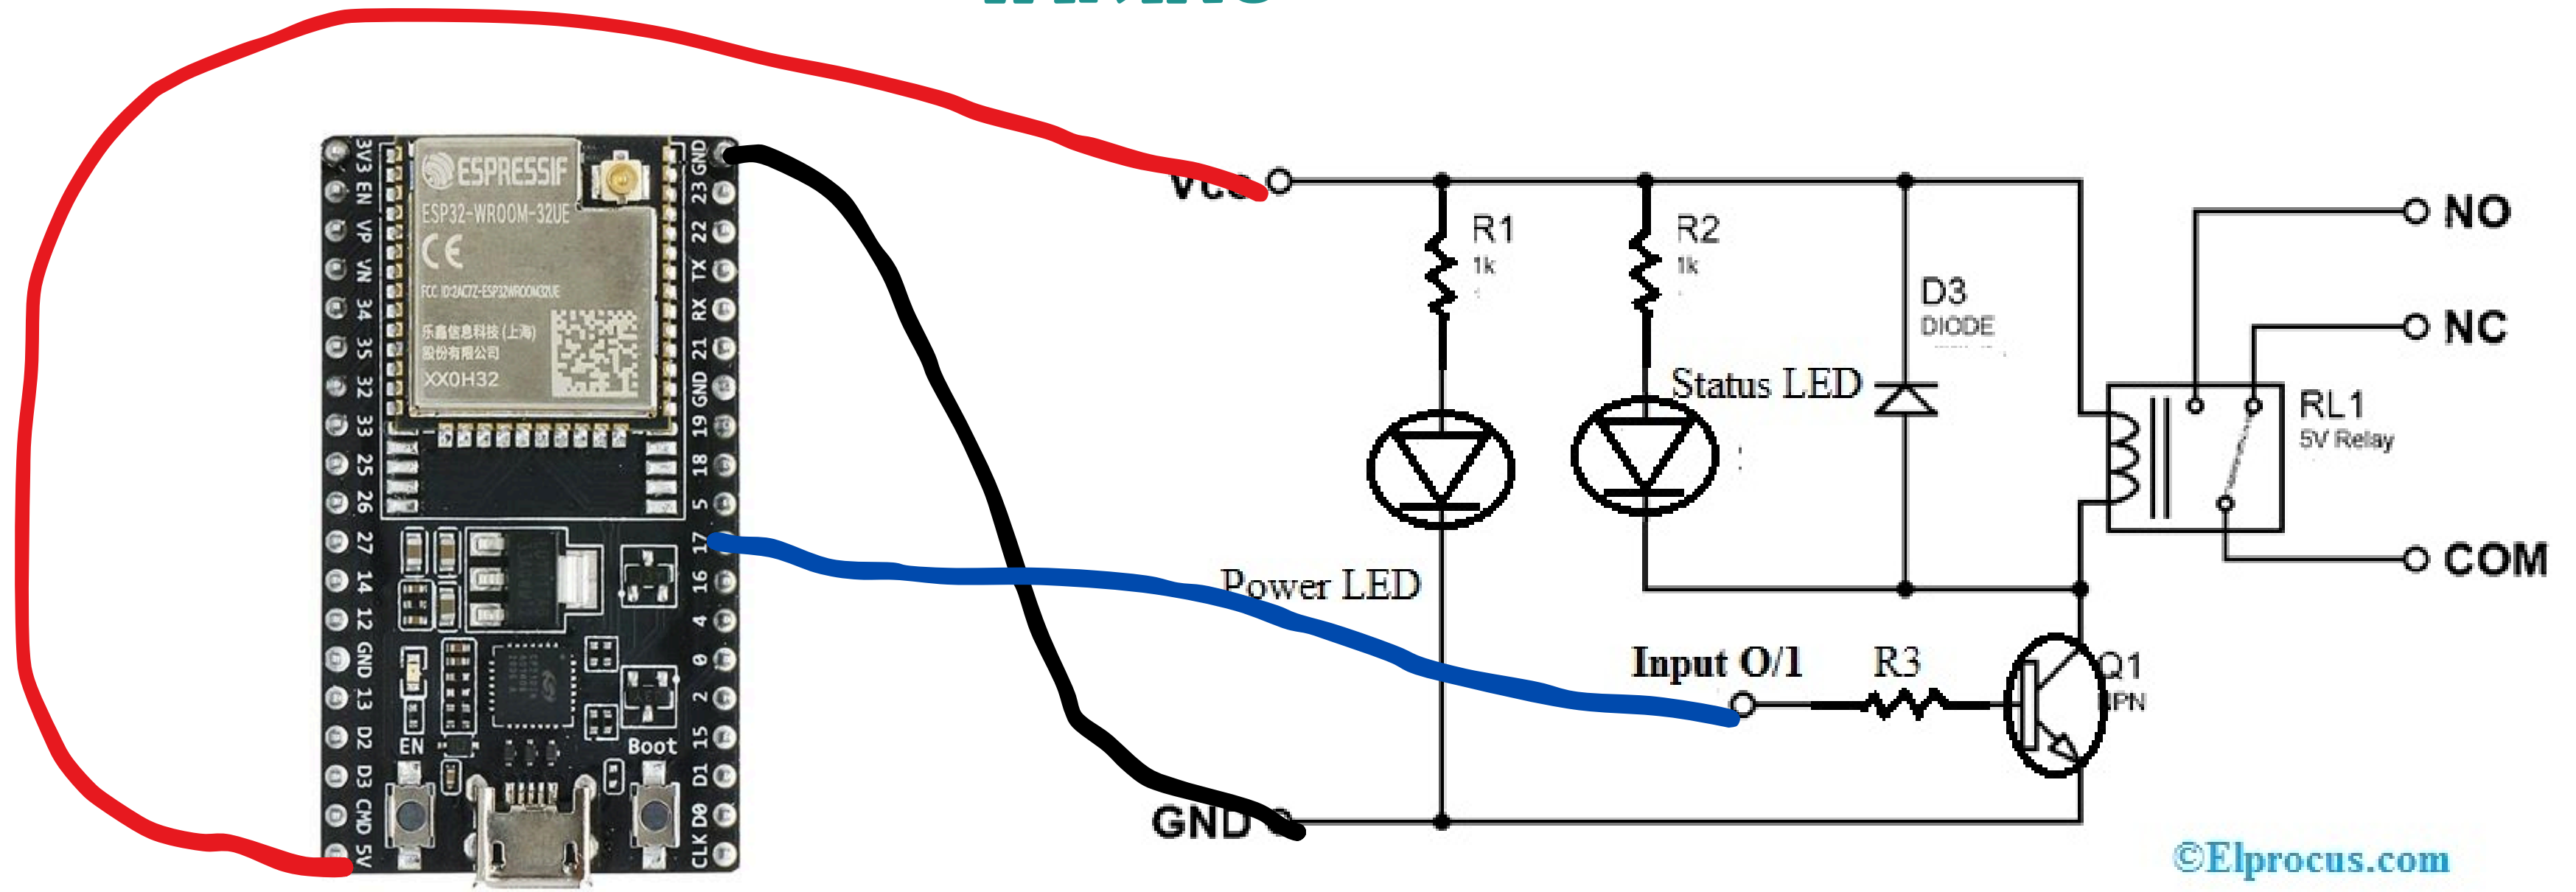 ESPRESSIF
ESP32-WROOM-32UE
CE
FCC ID:2AC7Z-ESP32WROOM32UE
乐鑫信息科技(上海)
股份有限公司
XX0H32
3V3
EN
VP
VN
34
35
32
33
25
26
27
14
12
GND
13
D2
D3
CMD
5V
GND
23
22
TX
RX
21
GND
19
18
5
17
16
4
0
2
15
D1
D0
CLK
EN
Boot
VCC
R1
1k
R2
1k
D3
DIODE
Status LED
Power LED
NO
NC
RL1
5V Relay
COM
Input O/1
R3
Q1
NPN
GND
©Elprocus.com